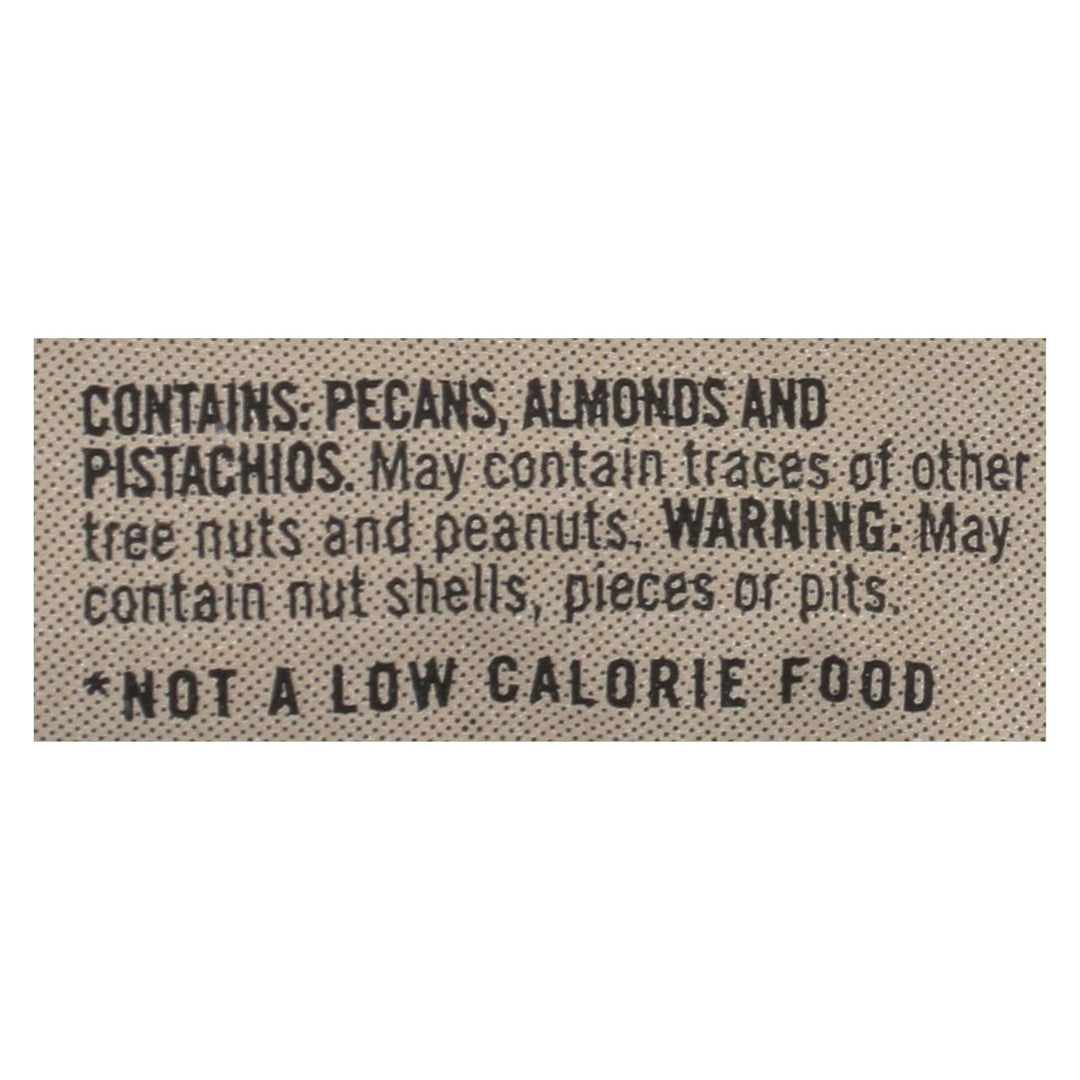 CONTAINS: PECANS, ALMONDS AND
PISTACHIOS. May contain traces of other
tree nuts and peanuts. WARNING: May
contain nut shells, pieces or pits.
*NOT A LOW CALORIE FOOD